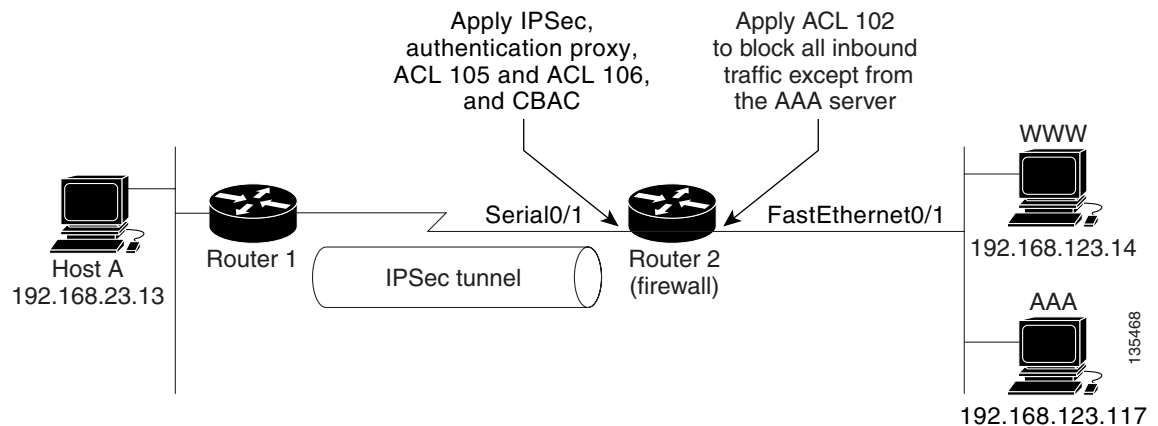 Apply IPSec,
authentication proxy,
ACL 105 and ACL 106,
and CBAC
Apply ACL 102
to block all inbound
traffic except from
the AAA server
WWW
Serial0/1
FastEthernet0/1
192.168.123.14
Host A
192.168.23.13
Router 1
IPSec tunnel
Router 2
(firewall)
AAA
192.168.123.117
135468